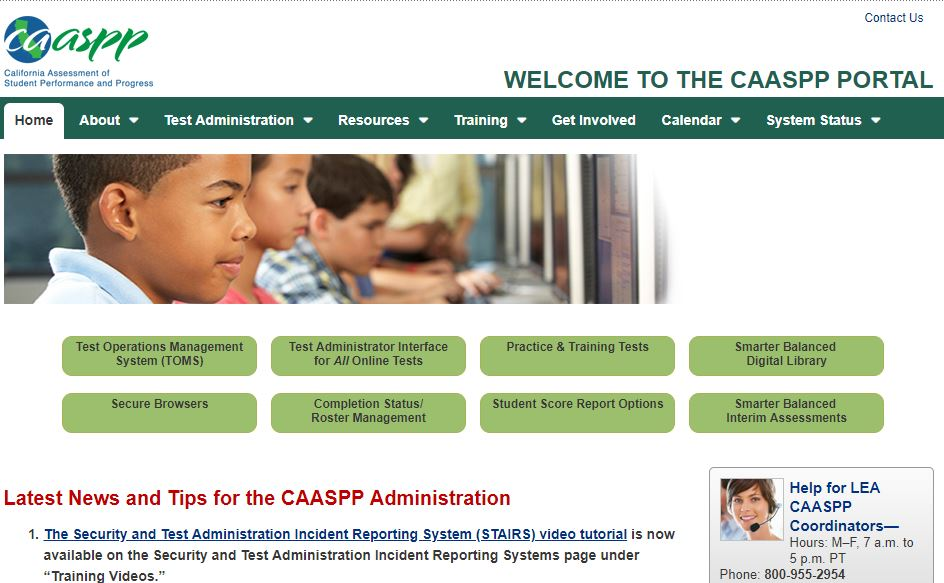 Contact Us
caaspp
California Assessment of
Student Performance and Progress
WELCOME TO THE CAASPP PORTAL
Home About Test Administration Resources Training Get Involved Calendar System Status
Test Operations Management
System (TOMS)
Test Administrator Interface
for All Online Tests
Practice & Training Tests
Smarter Balanced
Digital Library
Secure Browsers
Completion Status/
Roster Management
Student Score Report Options
Smarter Balanced
Interim Assessments
Latest News and Tips for the CAASPP Administration
1. The Security and Test Administration Incident Reporting System (STAIRS) video tutorial is now
available on the Security and Test Administration Incident Reporting Systems page under
“Training Videos.”
Help for LEA
CAASPP
Coordinators—
Hours: M–F, 7 a.m. to
5 p.m. PT
Phone: 800-955-2954